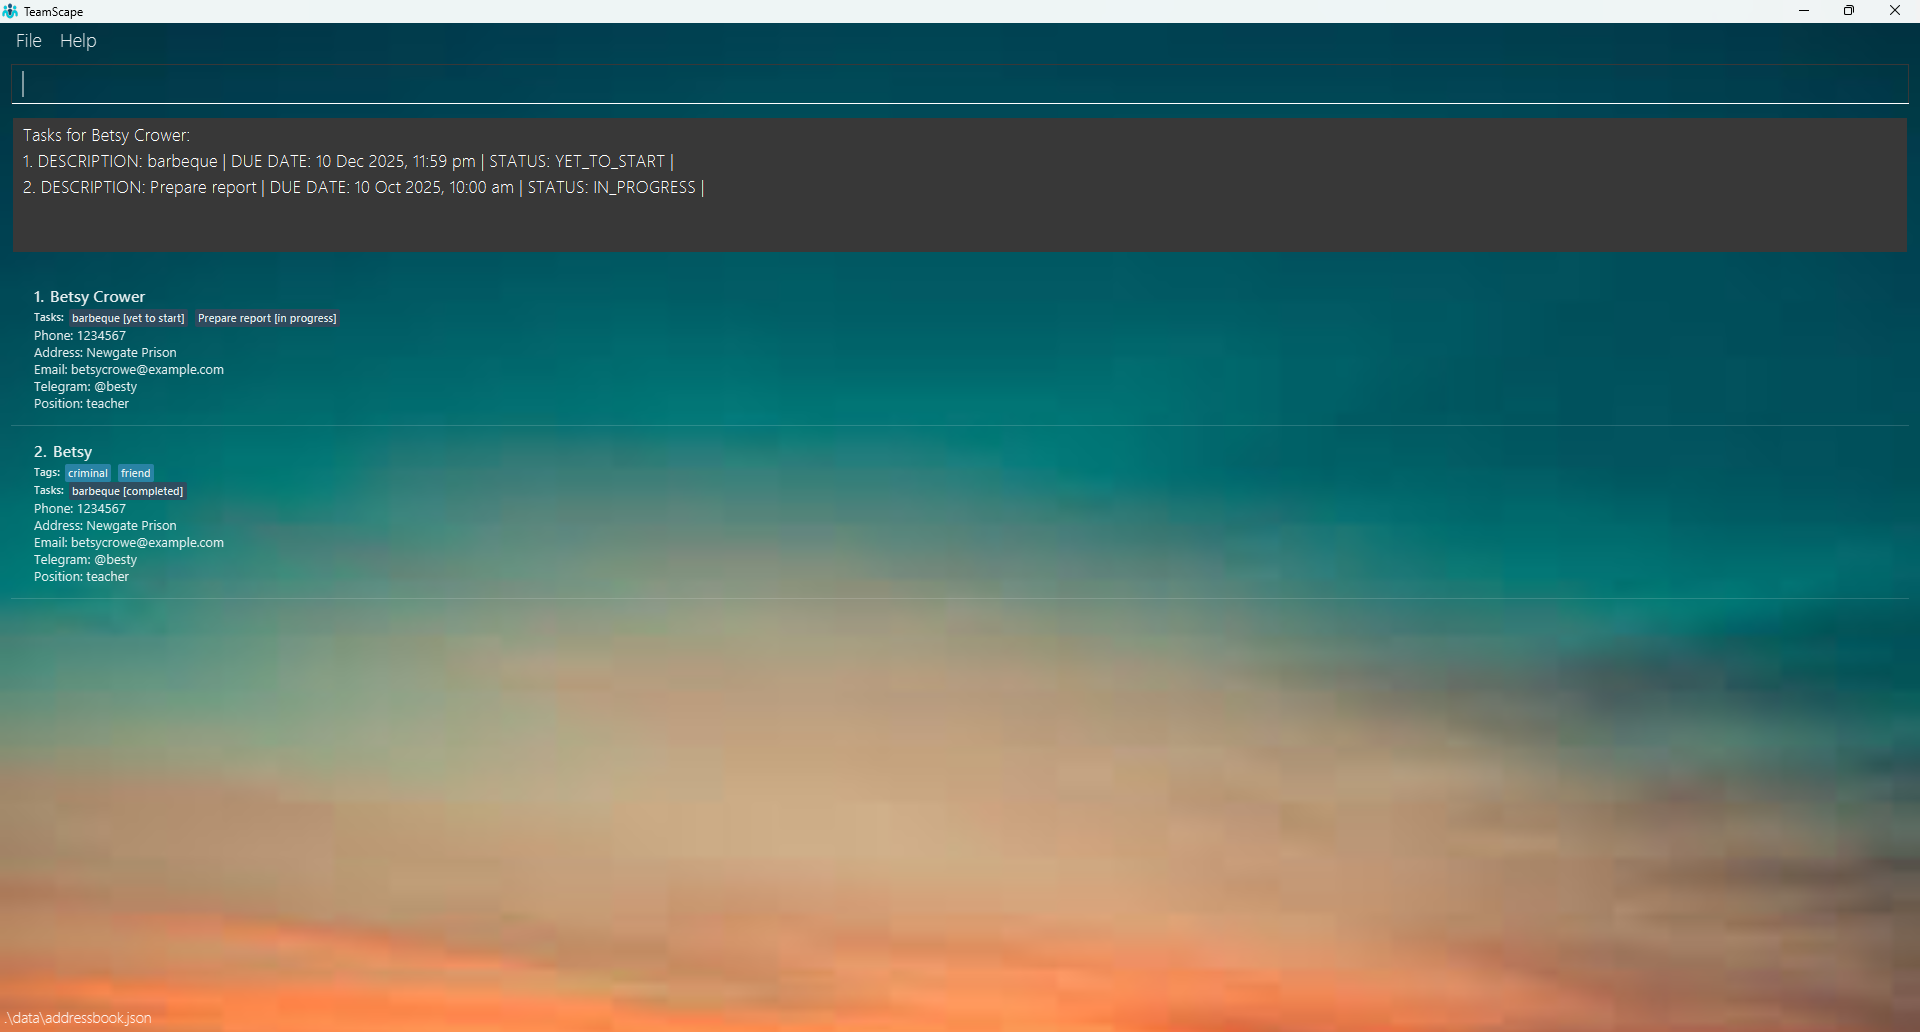 TeamScape
File Help
Tasks for Betsy Crower:
1. DESCRIPTION: barbeque | DUE DATE: 10 Dec 2025, 11:59 pm | STATUS: YET_TO_START |
2. DESCRIPTION: Prepare report | DUE DATE: 10 Oct 2025, 10:00 am | STATUS: IN_PROGRESS |
1. Betsy Crower
Tasks: barbeque [yet to start] Prepare report [in progress]
Phone: 1234567
Address: Newgate Prison
Email: betsycrowe@example.com
Telegram: @besty
Position: teacher
2. Betsy
Tags: criminal friend
Tasks: barbeque [completed]
Phone: 1234567
Address: Newgate Prison
Email: betsycrowe@example.com
Telegram: @besty
Position: teacher
.\data\addressbook.json